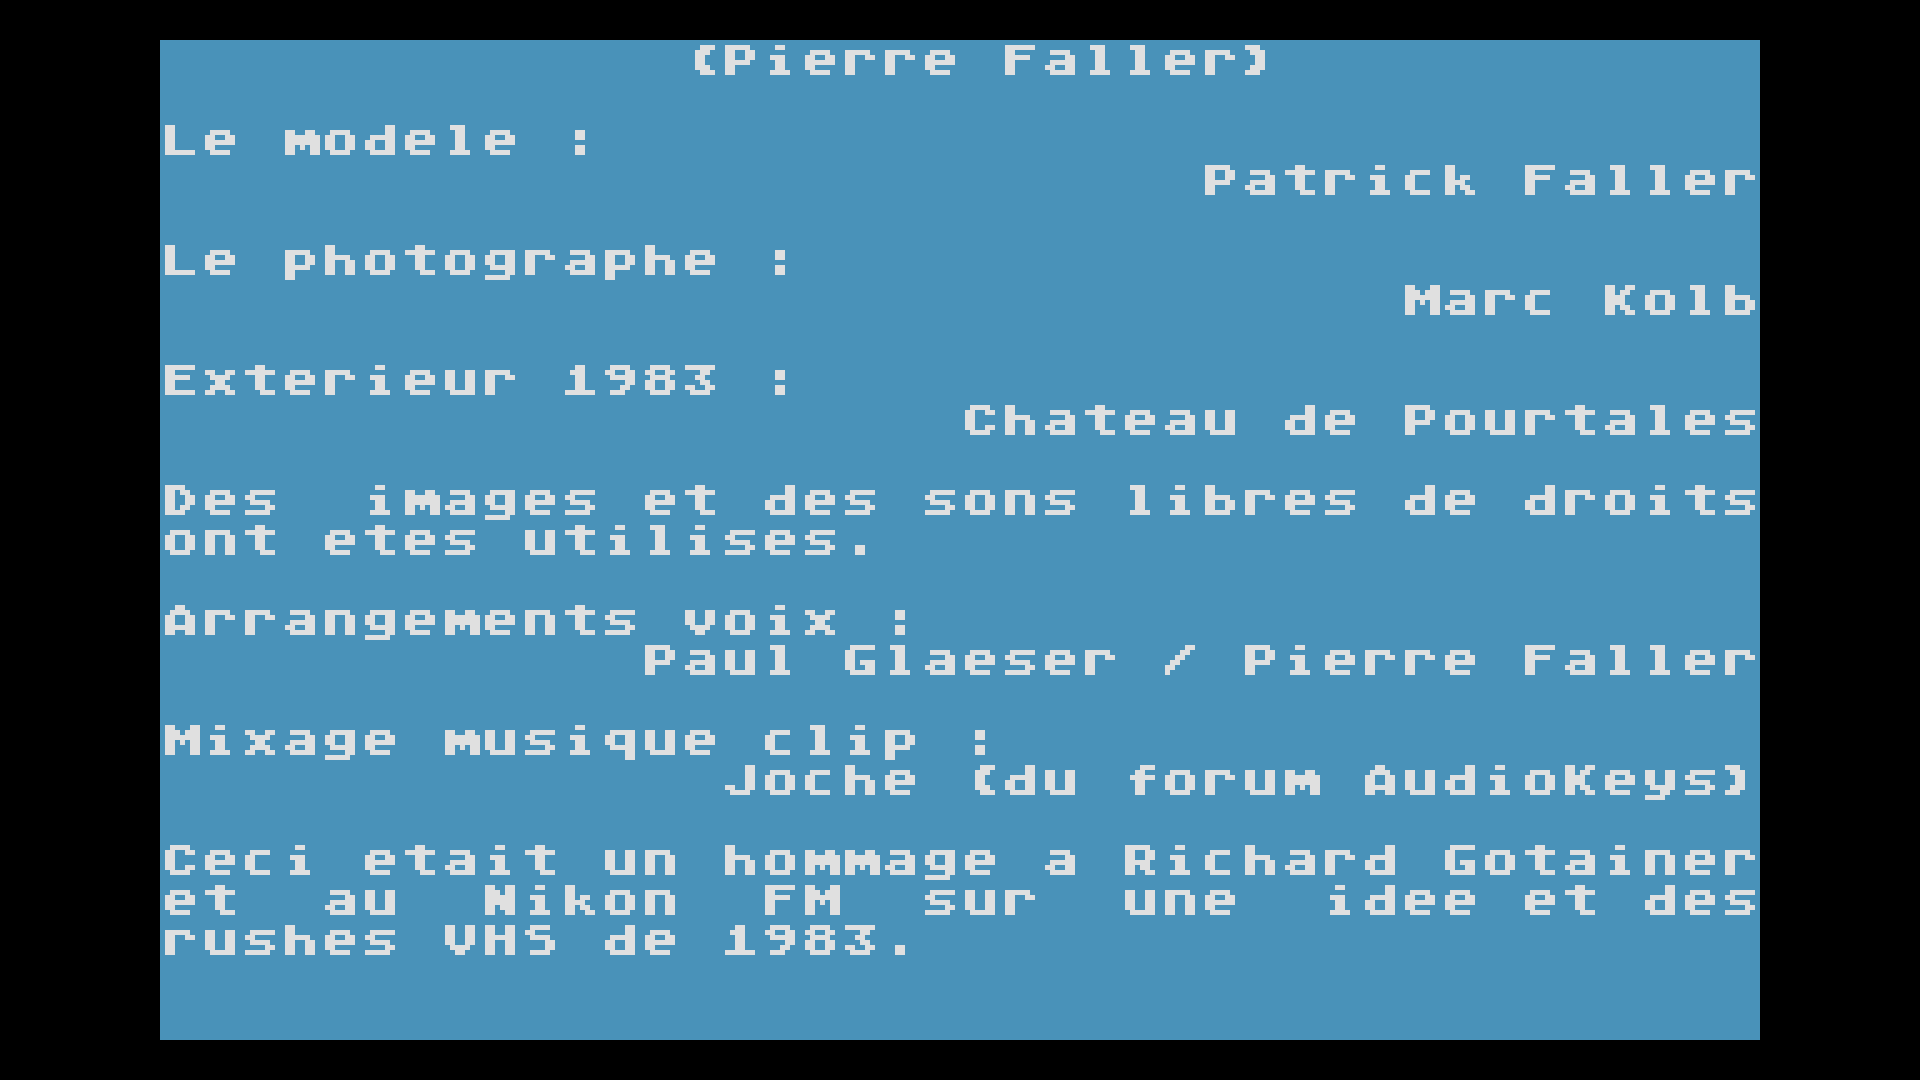 (Pierre Faller)
Le modele :
Patrick Faller
Le photographe :
Marc Kolb
Exterieur 1983 :
Chateau de Pourtales
Des images et des sons libres de droits
ont etes utilises.
Arrangements voix :
Paul Glaeser / Pierre Faller
Mixage musique clip :
Joche (du forum AudioKeys)
Ceci etait un hommage a Richard Gotainer
et au Nikon FM sur une idee et des
rushes VHS de 1983.